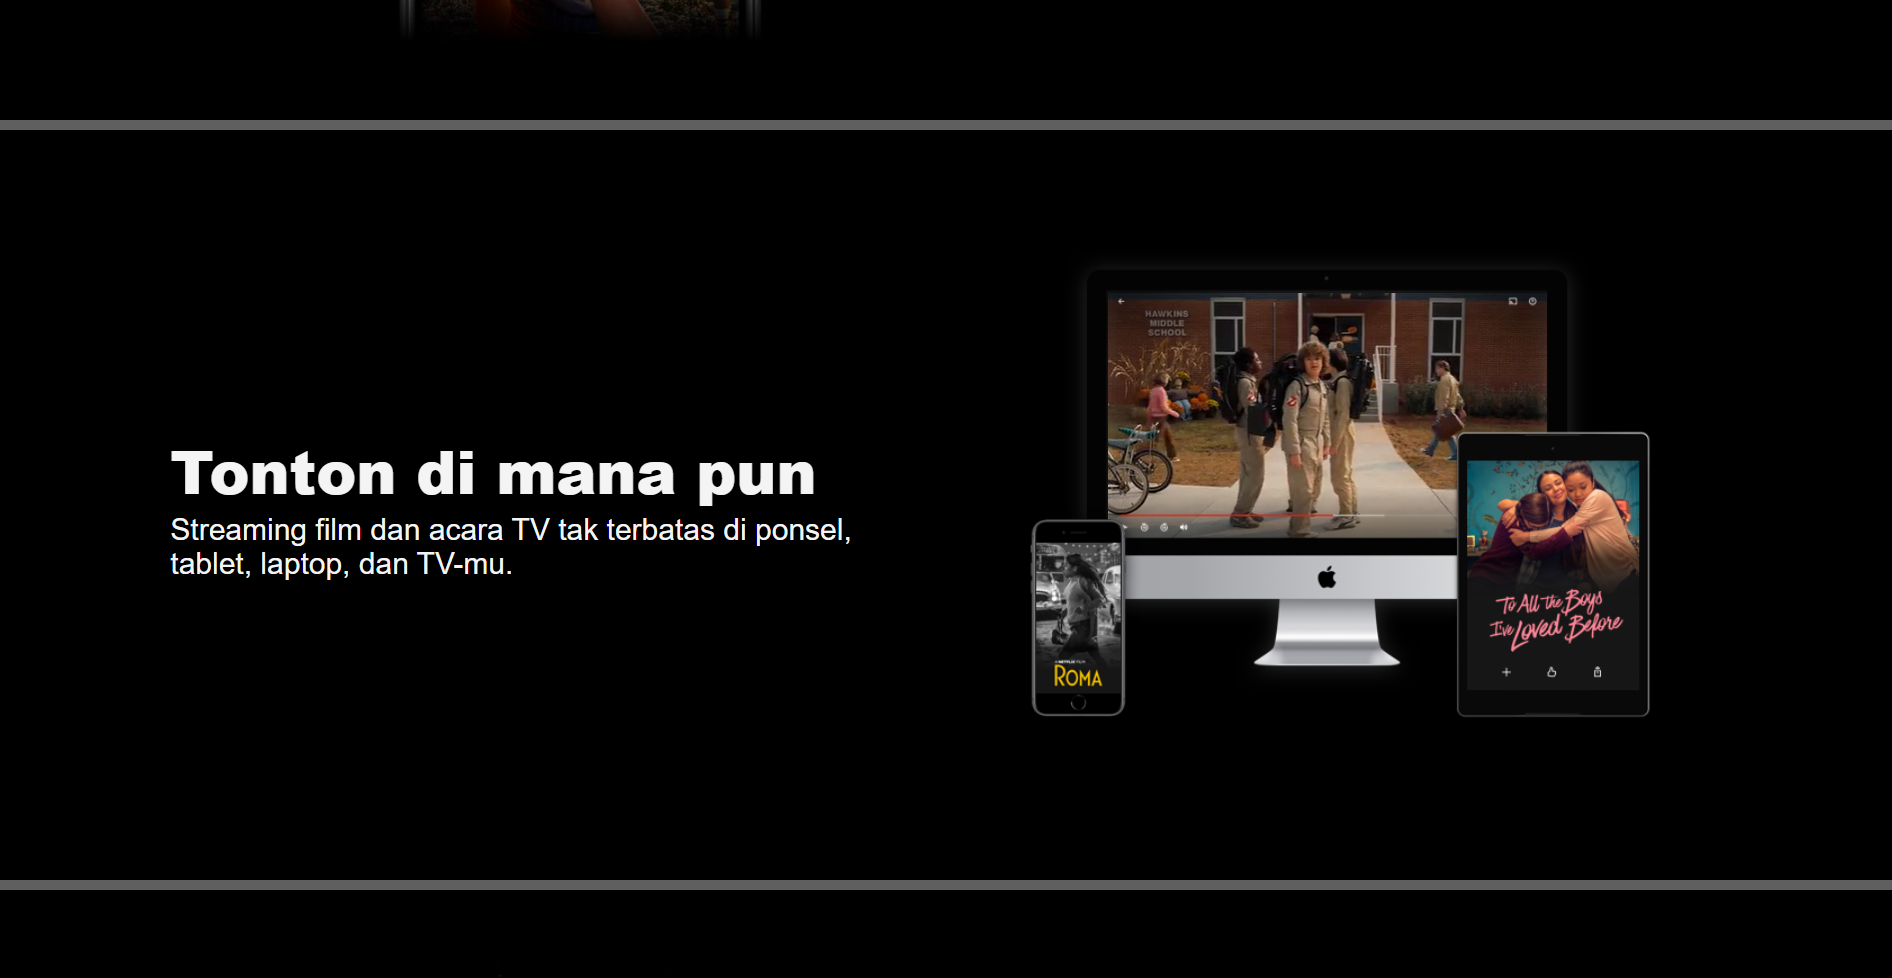 Tonton di mana pun
Streaming film dan acara TV tak terbatas di ponsel,
tablet, laptop, dan TV-mu.
HAWKINS
MIDDLE
SCHOOL
A NETFLIX FILM
ROMA
To All the Boys
I've Loved Before